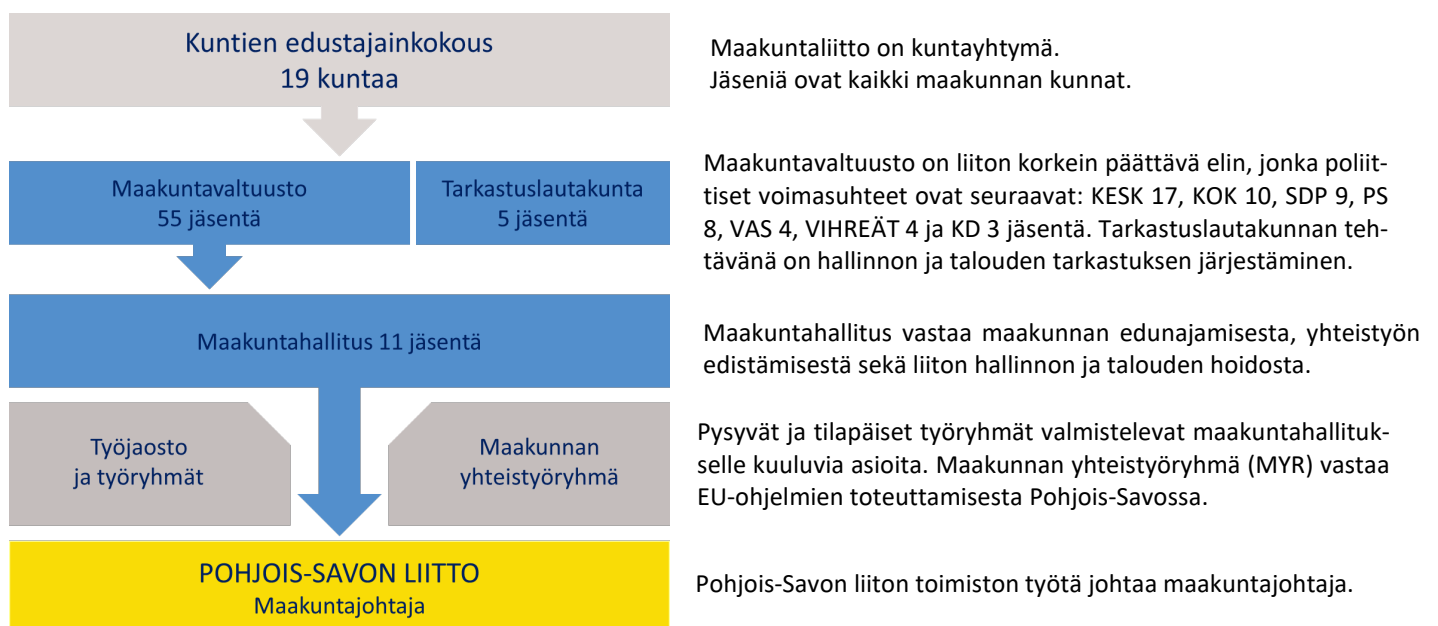 Kuntien edustajainkokous
19 kuntaa
Maakuntaliitto on kuntayhtymä.
Jäseniä ovat kaikki maakunnan kunnat.
Maakuntavaltuusto
55 jäsentä
Tarkastuslautakunta
5 jäsentä
Maakuntavaltuusto on liiton korkein päättävä elin, jonka poliit-
tiset voimasuhteet ovat seuraavat: KESK 17, KOK 10, SDP 9, PS
8, VAS 4, VIHREÄT 4 ja KD 3 jäsentä. Tarkastuslautakunnan teh-
tävänä on hallinnon ja talouden tarkastuksen järjestäminen.
Maakuntahallitus 11 jäsentä
Maakuntahallitus vastaa maakunnan edunajamisesta, yhteistyön
edistämisestä sekä liiton hallinnon ja talouden hoidosta.
Työjaosto
ja työryhmät
Maakunnan
yhteistyöryhmä
Pysyvät ja tilapäiset työryhmät valmistelevat maakuntahallituk-
selle kuuluvia asioita. Maakunnan yhteistyöryhmä (MYR) vastaa
EU-ohjelmien toteuttamisesta Pohjois-Savossa.
POHJOIS-SAVON LIITTO
Maakuntajohtaja
Pohjois-Savon liiton toimiston työtä johtaa maakuntajohtaja.